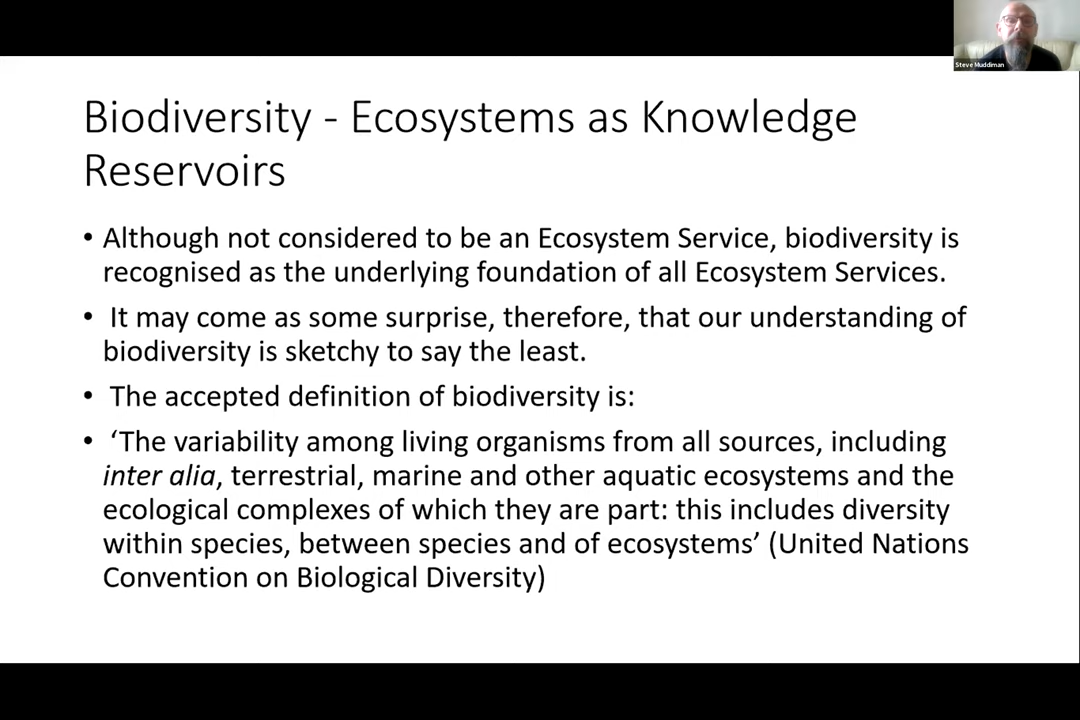 Steve Muddiman
Biodiversity - Ecosystems as Knowledge
Reservoirs
• Although not considered to be an Ecosystem Service, biodiversity is
recognised as the underlying foundation of all Ecosystem Services.
• It may come as some surprise, therefore, that our understanding of
biodiversity is sketchy to say the least.
• The accepted definition of biodiversity is:
• ‘The variability among living organisms from all sources, including
inter alia, terrestrial, marine and other aquatic ecosystems and the
ecological complexes of which they are part: this includes diversity
within species, between species and of ecosystems’ (United Nations
Convention on Biological Diversity)